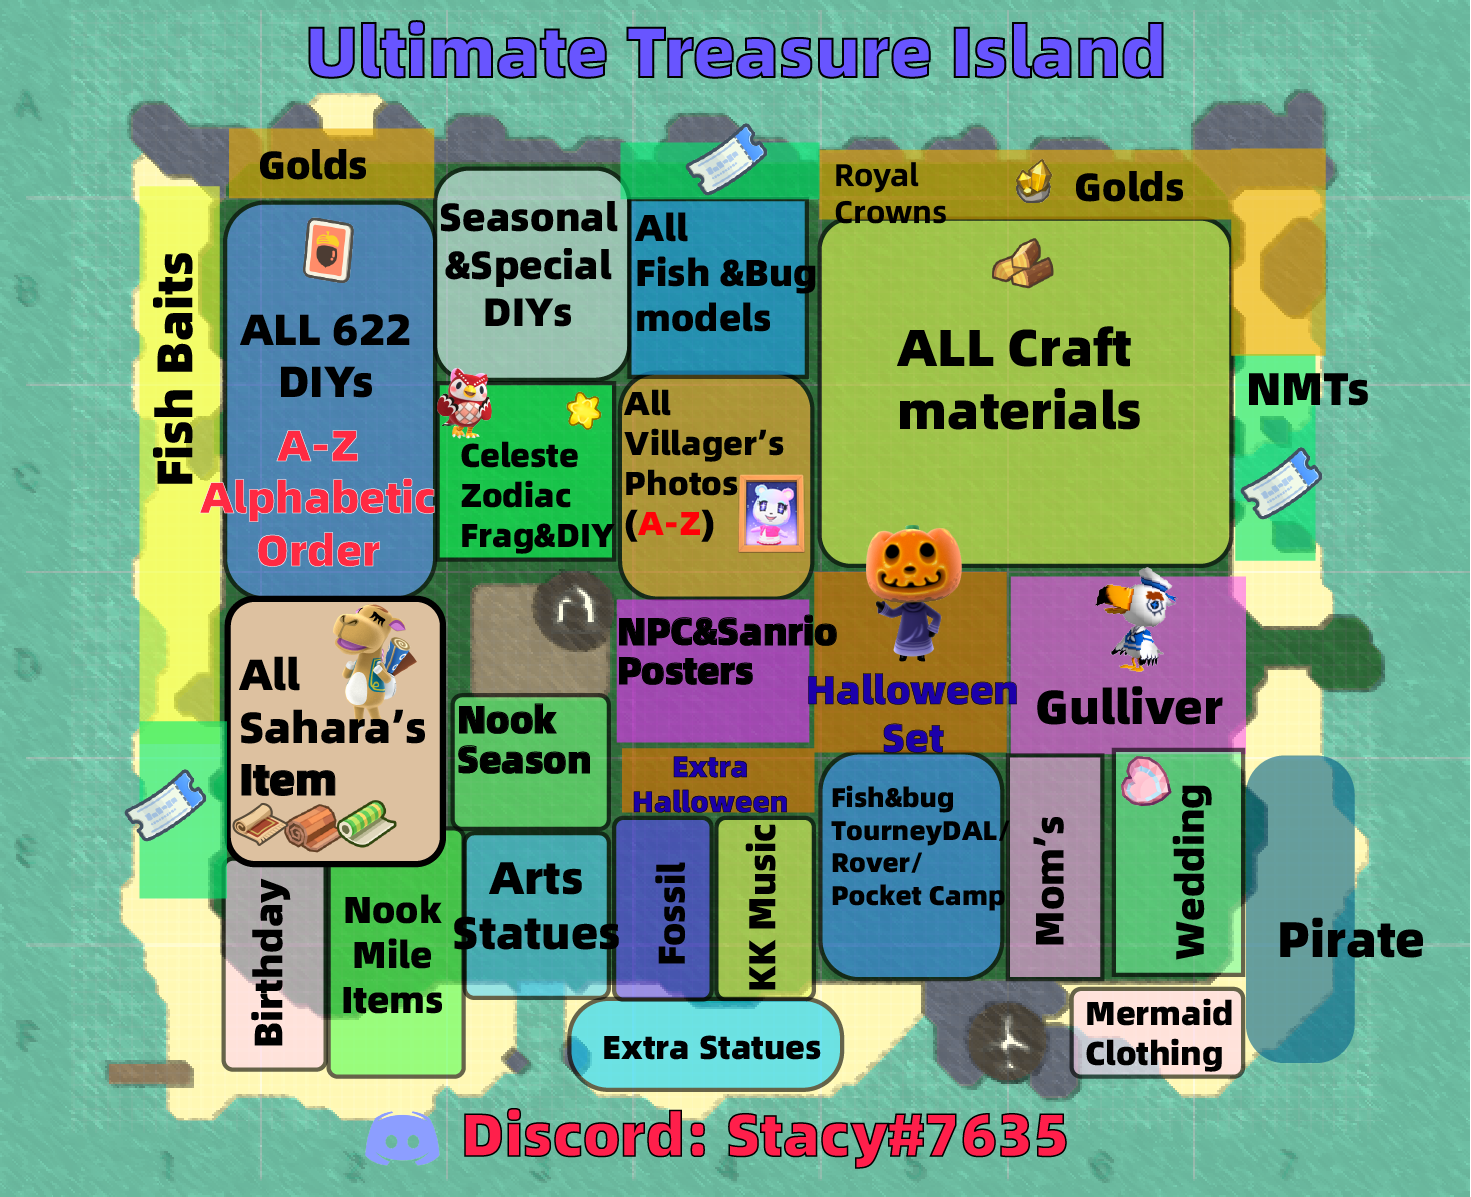 Ultimate Treasure Island
Golds
Fish Baits
ALL 622
DIYs
A-Z
Alphabetic
Order
Seasonal
&Special
DIYs
All
Fish &Bug
models
Royal
Crowns
Golds
ALL Craft
materials
NMTs
Celeste
Zodiac
Frag&DIY
All
Villager's
Photos
(A-Z)
All
Sahara's
Item
Nook
Season
NPC&Sanrio
Posters
Halloween
Set
Gulliver
Extra
Halloween
Birthday
Nook
Mile
Items
Arts
Statues
Fossil
KK Music
Fish&bug
TourneyDAL/
Rover/
Pocket Camp
Mom's
Wedding
Pirate
Extra Statues
Mermaid
Clothing
Discord: Stacy#7635